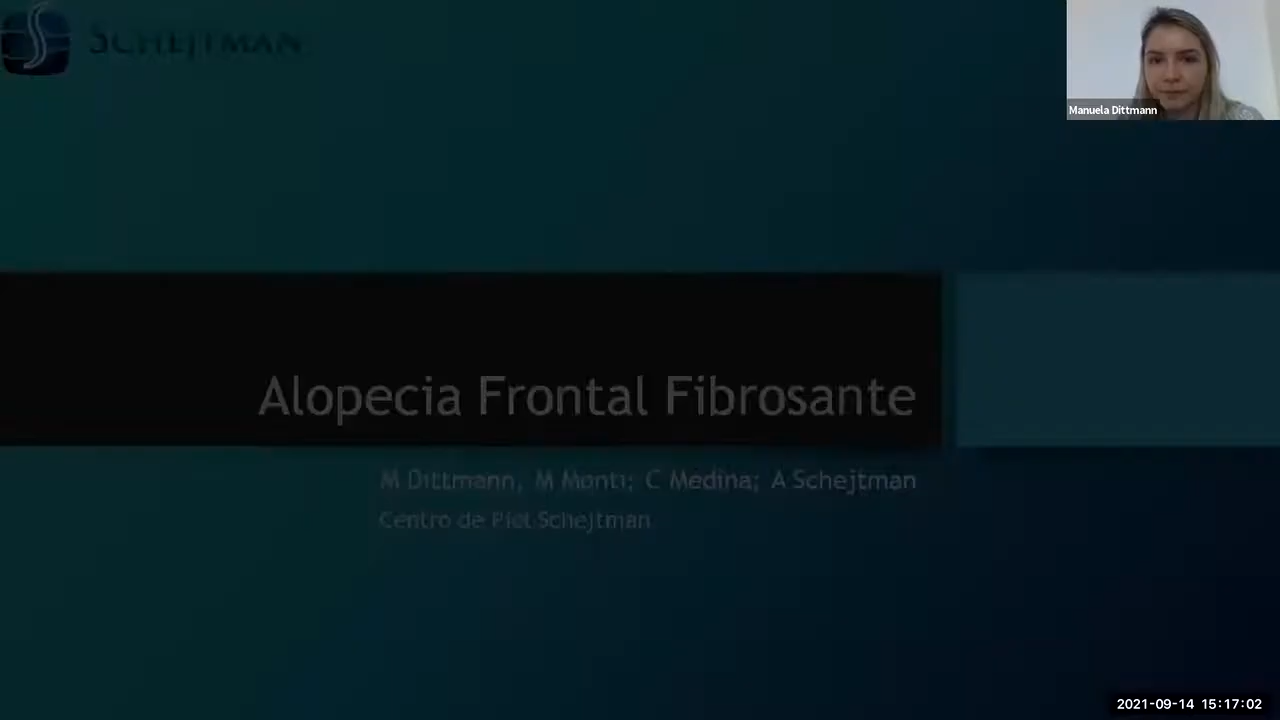 SCHEJTMAN
Manuela Dittmann
Alopecia Frontal Fibrosante
M Dittmann, M Monti; C Medina; A Schejtman
Centro de Piel Schejtman
2021-09-14 15:17:02